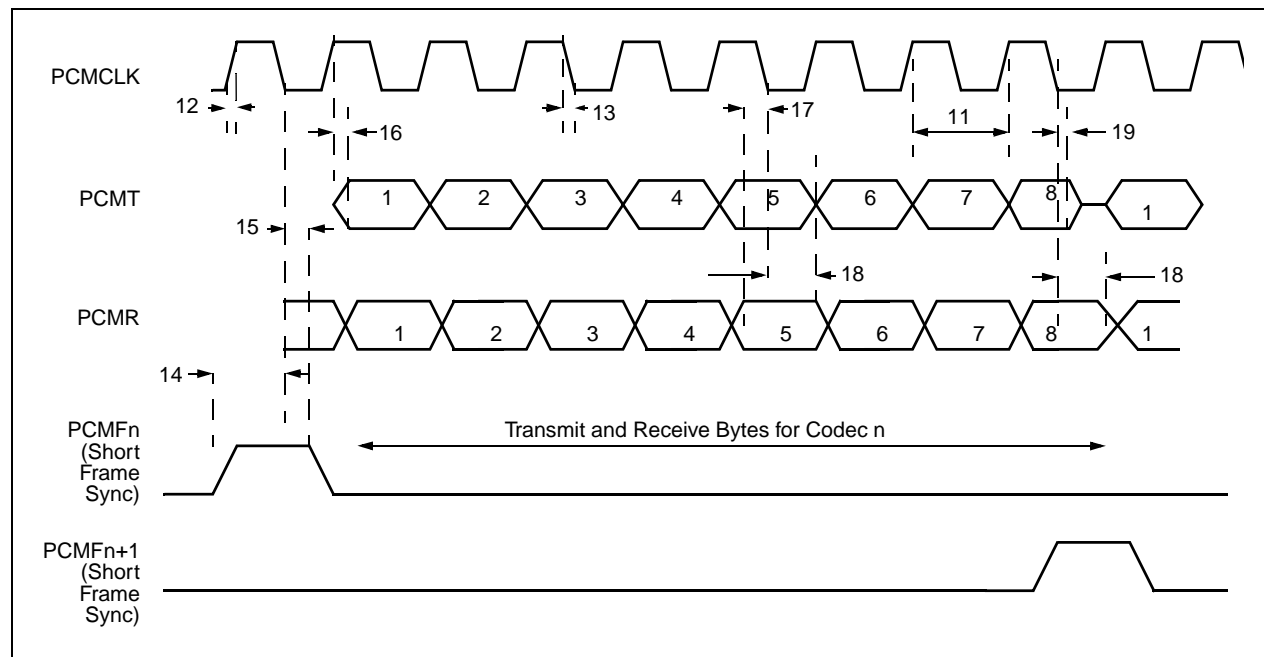 PCMCLK
12
13
17
11
16
19
PCMT
1 2 3 4 5 6 7 8 1
15
18
18
PCMR
1 2 3 4 5 6 7 8 1
14
PCMFn
(Short
Frame
Sync)
Transmit and Receive Bytes for Codec n
PCMFn+1
(Short
Frame
Sync)